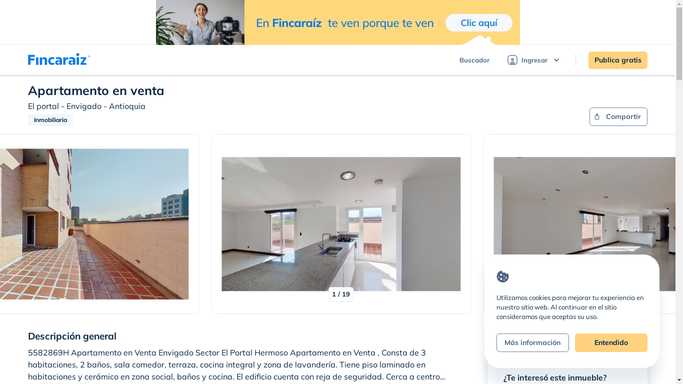 En Fincaraíz te ven porque te ven
Clic aquí
Fincaraiz
Buscador
Ingresar
Publica gratis
Apartamento en venta
El portal - Envigado - Antioquia
Inmobiliaria
Compartir
1 / 19
Utilizamos cookies para mejorar tu experiencia en
nuestro sitio web. Al continuar en el sitio
consideramos que aceptas su uso.
Más información
Entendido
Descripción general
5582869H Apartamento en Venta Envigado Sector El Portal Hermoso Apartamento en Venta , Consta de 3
habitaciones, 2 baños, sala comedor, terraza, cocina integral y zona de lavandería. Tiene piso laminado en
habitaciones y cerámico en zona social, baños y cocina. El edificio cuenta con reja de seguridad. Cerca a centro...
¿Te interesó este inmueble?